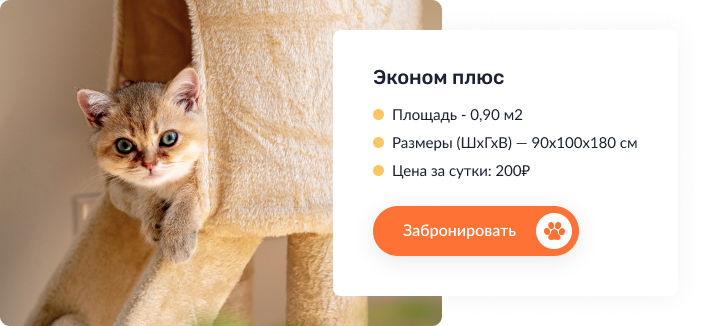 Эконом плюс
Площадь - 0,90 м2
Размеры (ШхГхВ) — 90х100х180 см
Цена за сутки: 200₽
Забронировать